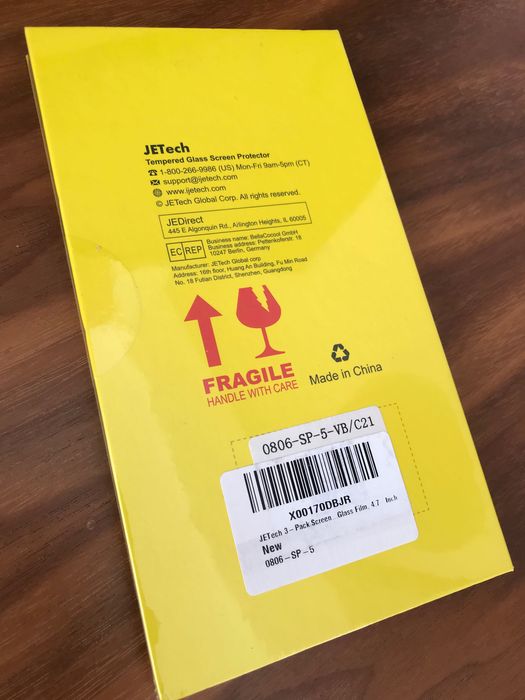 JETech
Tempered Glass Screen Protector
1-800-266-9986 (US) Mon-Fri 9am-5pm (CT)
support@ijetech.com
www.ijetech.com
© JETech Global Corp. All rights reserved.
JEDirect
445 E Algonquin Rd., Arlington Heights, IL 60005
EC REP
Business name: BellaCocool GmbH
Business address: Pettenkoferstr. 18
10247 Berlin, Germany
Manufacturer: JETech Global corp
Address: 16th floor, Huang An Building, Fu Min Road
No. 18 Futian District, Shenzhen, Guangdong
FRAGILE
HANDLE WITH CARE
Made in China
0806-SP-5-VB/C21
X00170DBJR
JETech 3-Pack Screen...Glass Film, 4.7 Inch
New
0806-SP-5